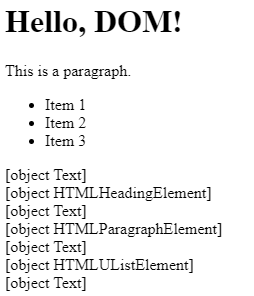 Hello, DOM!
This is a paragraph.
• Item 1
• Item 2
• Item 3
[object Text]
[object HTMLHeadingElement]
[object Text]
[object HTMLParagraphElement]
[object Text]
[object HTMLUListElement]
[object Text]